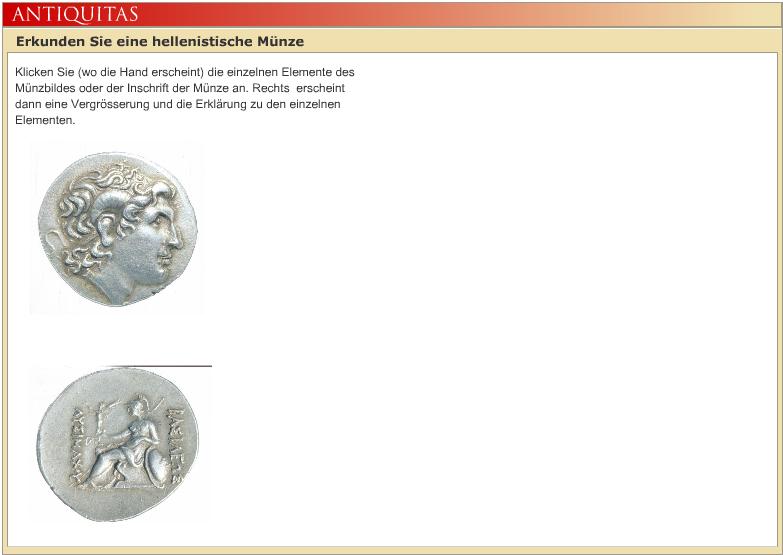 ANTIQUITAS
Erkunden Sie eine hellenistische Münze
Klicken Sie (wo die Hand erscheint) die einzelnen Elemente des
Münzbildes oder der Inschrift der Münze an. Rechts erscheint
dann eine Vergrösserung und die Erklärung zu den einzelnen
Elementen.
ΒΑΣΙΛΕΩΣ
ΛΥΣΙΜΑΧΟΥ